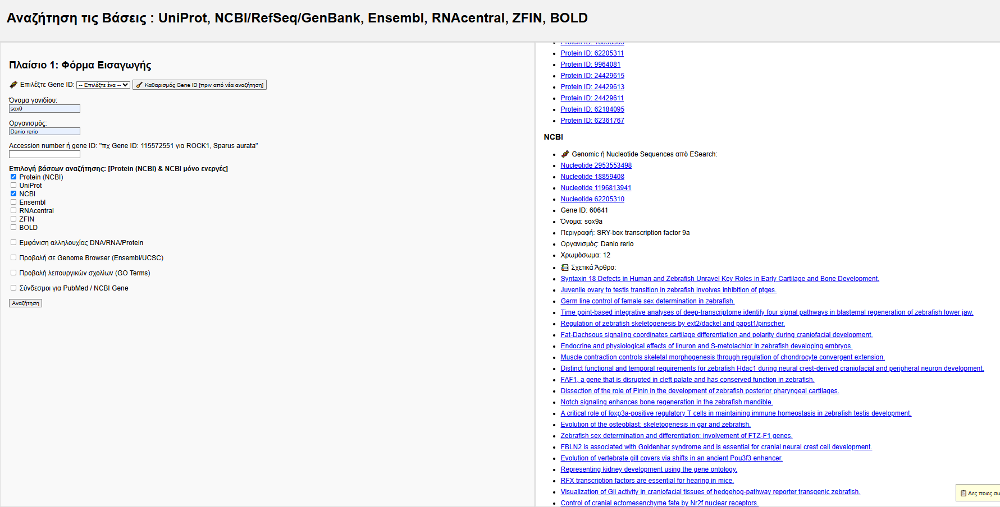 Αναζήτηση τις Βάσεις : UniProt, NCBI/RefSeq/GenBank, Ensembl, RNAcentral, ZFIN, BOLD
Πλαίσιο 1: Φόρμα Εισαγωγής
Επιλέξτε Gene ID: -- Επιλέξτε ένα -- Καθαρισμός Gene ID [πριν από νέα αναζήτηση]
Όνομα γονιδίου:
sox9
Οργανισμός:
Danio rerio
Accession number ή gene ID: "πχ Gene ID: 115572551 για ROCK1, Sparus aurata"
Επιλογή βάσεων αναζήτησης: [Protein (NCBI) & NCBI μόνο ενεργές]
Protein (NCBI)
UniProt
NCBI
Ensembl
RNAcentral
ZFIN
BOLD
Εμφάνιση αλληλουχίας DNA/RNA/Protein
Προβολή σε Genome Browser (Ensembl/UCSC)
Προβολή λειτουργικών σχολίων (GO Terms)
Σύνδεσμοι για PubMed / NCBI Gene
Αναζήτηση
Protein ID:
Protein ID: 62205311
Protein ID: 9964081
Protein ID: 24429615
Protein ID: 24429613
Protein ID: 24429611
Protein ID: 62184095
Protein ID: 62361767
NCBI
Genomic ή Nucleotide Sequences από ESearch:
Nucleotide 2953553498
Nucleotide 18859408
Nucleotide 1196813941
Nucleotide 62205310
Gene ID: 60641
Όνομα: sox9a
Περιγραφή: SRY-box transcription factor 9a
Οργανισμός: Danio rerio
Χρωμόσωμα: 12
Σχετικά Άρθρα:
Syntaxin 18 Defects in Human and Zebrafish Unravel Key Roles in Early Cartilage and Bone Development.
Juvenile ovary to testis transition in zebrafish involves inhibition of ptges.
Germ line control of female sex determination in zebrafish.
Time point-based integrative analyses of deep-transcriptome identify four signal pathways in blastemal regeneration of zebrafish lower jaw.
Regulation of zebrafish skeletogenesis by ext2/dackel and papst1/pinscher.
Fat-Dachsous signaling coordinates cartilage differentiation and polarity during craniofacial development.
Endocrine and physiological effects of linuron and S-metolachlor in zebrafish developing embryos.
Muscle contraction controls skeletal morphogenesis through regulation of chondrocyte convergent extension.
Distinct functional and temporal requirements for zebrafish Hdac1 during neural crest-derived craniofacial and peripheral neuron development.
FAF1, a gene that is disrupted in cleft palate and has conserved function in zebrafish.
Dissection of the role of Pinin in the development of zebrafish posterior pharyngeal cartilages.
Notch signaling enhances bone regeneration in the zebrafish mandible.
A critical role of foxp3a-positive regulatory T cells in maintaining immune homeostasis in zebrafish testis development.
Evolution of the osteoblast: skeletogenesis in gar and zebrafish.
Zebrafish sex determination and differentiation: involvement of FTZ-F1 genes.
FBLN2 is associated with Goldenhar syndrome and is essential for cranial neural crest cell development.
Evolution of vertebrate gill covers via shifts in an ancient Pou3f3 enhancer.
Representing kidney development using the gene ontology.
RFX transcription factors are essential for hearing in mice.
Visualization of Gli activity in craniofacial tissues of hedgehog-pathway reporter transgenic zebrafish.
Control of cranial ectomesenchyme fate by Nr2f nuclear receptors.
Δες ποιες συ